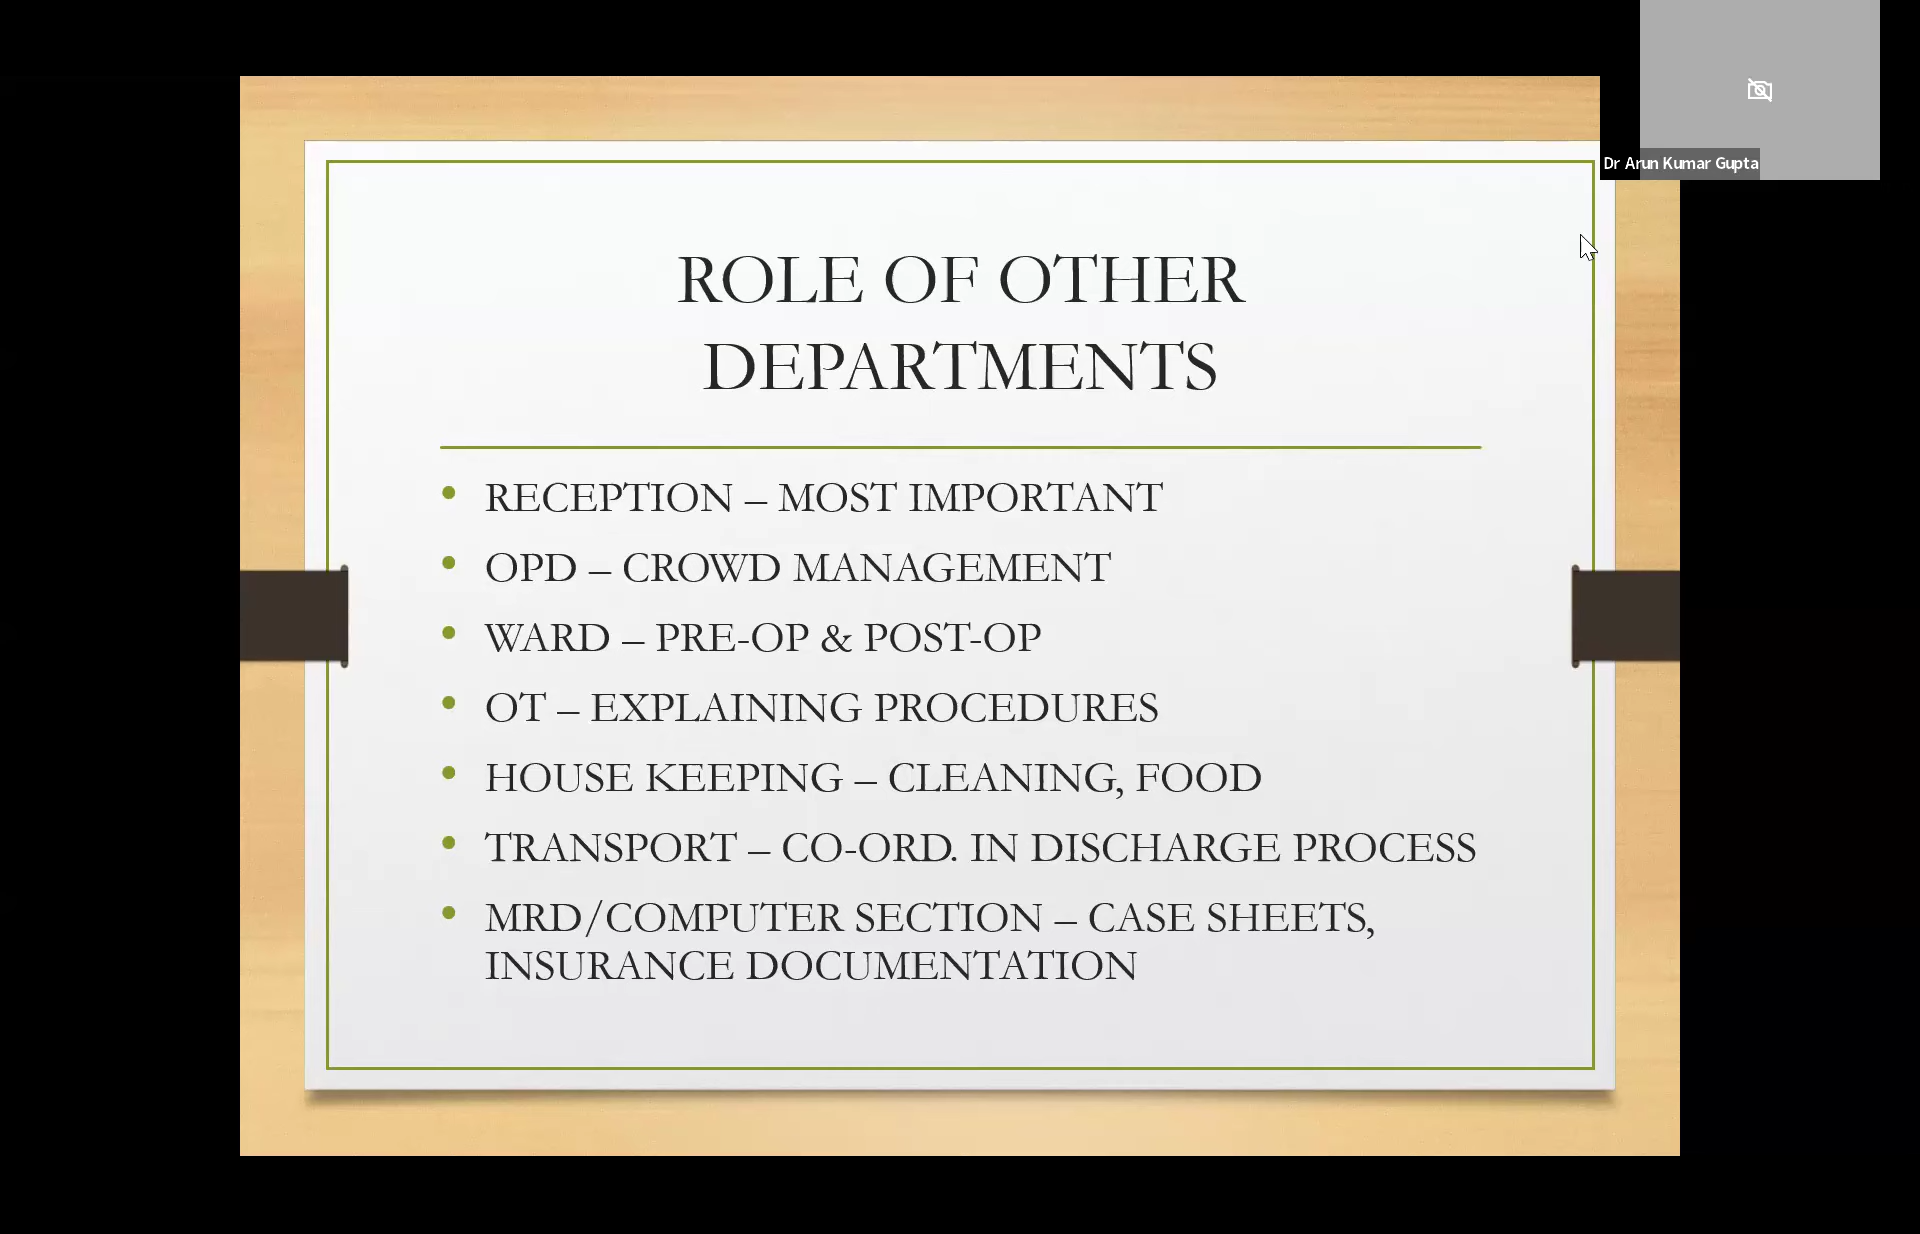 Dr Arun Kumar Gupta
ROLE OF OTHER
DEPARTMENTS
• RECEPTION – MOST IMPORTANT
• OPD – CROWD MANAGEMENT
• WARD – PRE-OP & POST-OP
• OT – EXPLAINING PROCEDURES
• HOUSE KEEPING – CLEANING, FOOD
• TRANSPORT – CO-ORD. IN DISCHARGE PROCESS
• MRD/COMPUTER SECTION – CASE SHEETS,
INSURANCE DOCUMENTATION